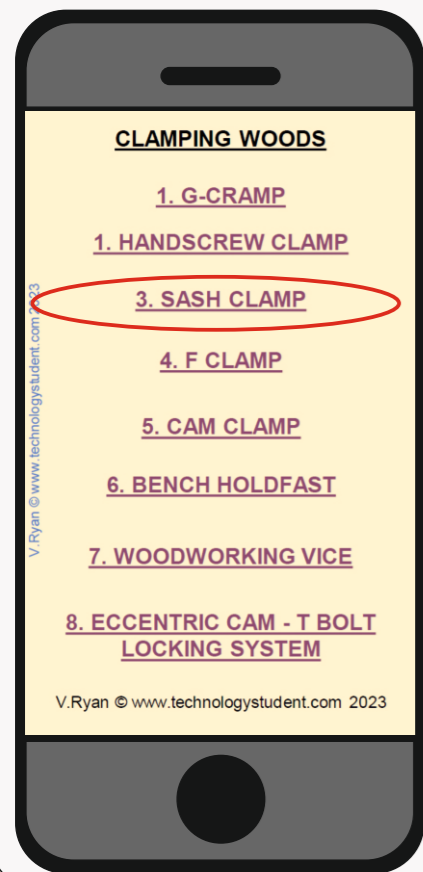 CLAMPING WOODS
1. G-CRAMP
1. HANDSCREW CLAMP
3. SASH CLAMP
4. F CLAMP
5. CAM CLAMP
6. BENCH HOLDFAST
7. WOODWORKING VICE
8. ECCENTRIC CAM - T BOLT
LOCKING SYSTEM
V.Ryan © www.technologystudent.com 2023
V.Ryan © www.technologystudent.com 2023